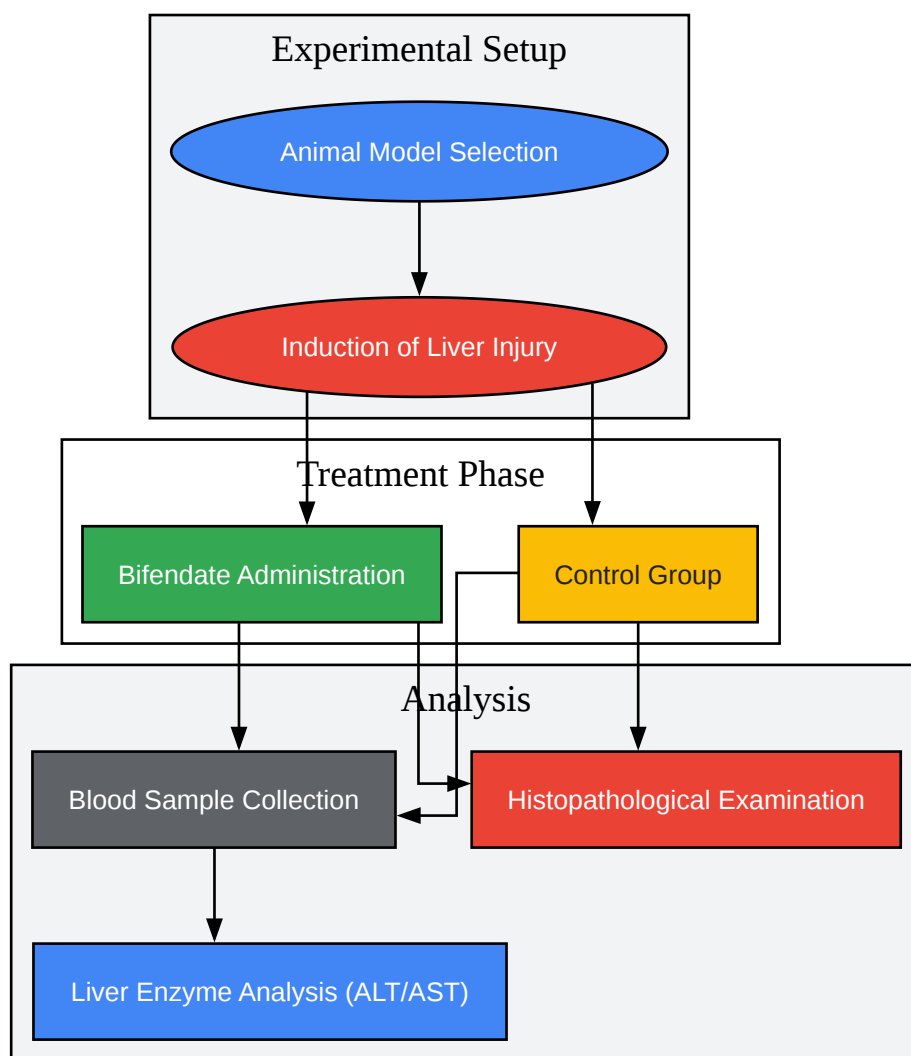 Experimental Setup
Animal Model Selection
Induction of Liver Injury
Treatment Phase
Bifendate Administration
Control Group
Analysis
Blood Sample Collection
Histopathological Examination
Liver Enzyme Analysis (ALT/AST)